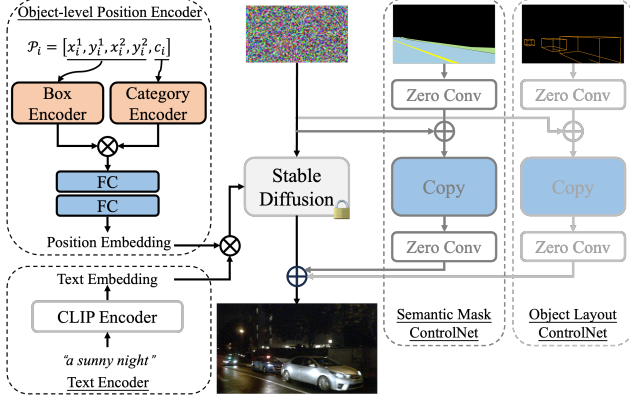 Object-level Position Encoder
𝒫ᵢ = [xᵢ¹, yᵢ¹, xᵢ², yᵢ², cᵢ]
Box
Encoder
Category
Encoder
FC
FC
Position Embedding
Text Embedding
CLIP Encoder
“a sunny night”
Text Encoder
Stable
Diffusion
Zero Conv
Copy
Zero Conv
Semantic Mask
ControlNet
Zero Conv
Copy
Zero Conv
Object Layout
ControlNet